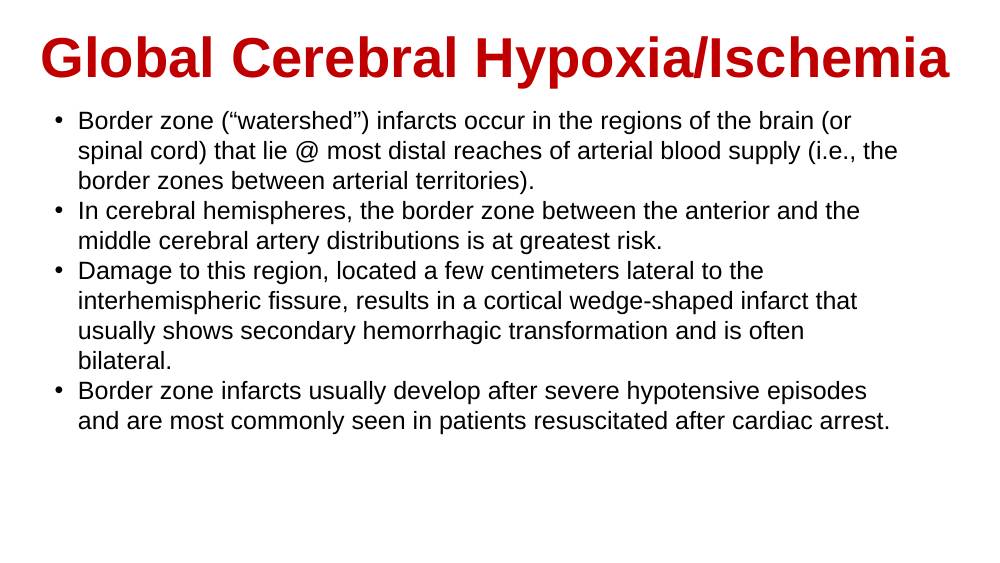 Global Cerebral Hypoxia/Ischemia
• Border zone (“watershed”) infarcts occur in the regions of the brain (or
spinal cord) that lie @ most distal reaches of arterial blood supply (i.e., the
border zones between arterial territories).
• In cerebral hemispheres, the border zone between the anterior and the
middle cerebral artery distributions is at greatest risk.
• Damage to this region, located a few centimeters lateral to the
interhemispheric fissure, results in a cortical wedge-shaped infarct that
usually shows secondary hemorrhagic transformation and is often
bilateral.
• Border zone infarcts usually develop after severe hypotensive episodes
and are most commonly seen in patients resuscitated after cardiac arrest.